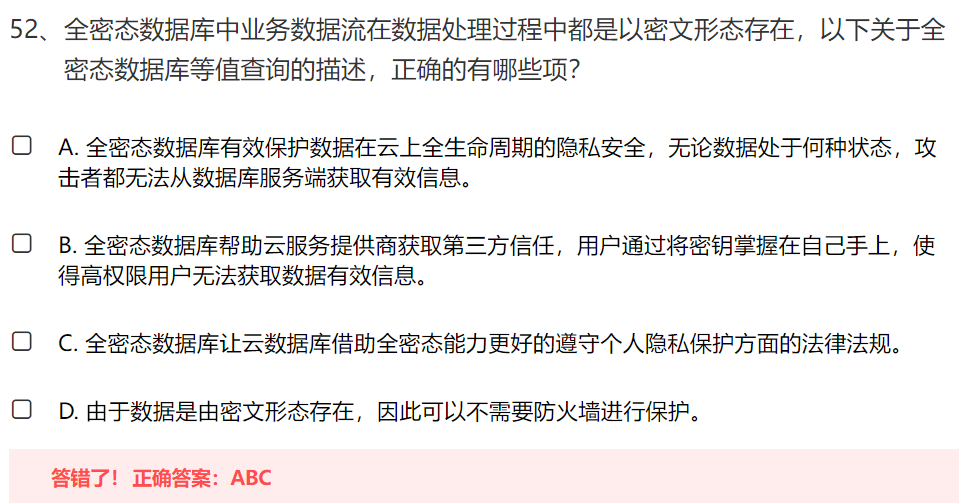 52、全密态数据库中业务数据流在数据处理过程中都是以密文形态存在，以下关于全
密态数据库等值查询的描述，正确的有哪些项？
A. 全密态数据库有效保护数据在云上全生命周期的隐私安全，无论数据处于何种状态，攻
击者都无法从数据库服务端获取有效信息。
B. 全密态数据库帮助云服务提供商获取第三方信任，用户通过将密钥掌握在自己手上，使
得高权限用户无法获取数据有效信息。
C. 全密态数据库让云数据库借助全密态能力更好的遵守个人隐私保护方面的法律法规。
D. 由于数据是由密文形态存在，因此可以不需要防火墙进行保护。
答错了！正确答案：ABC